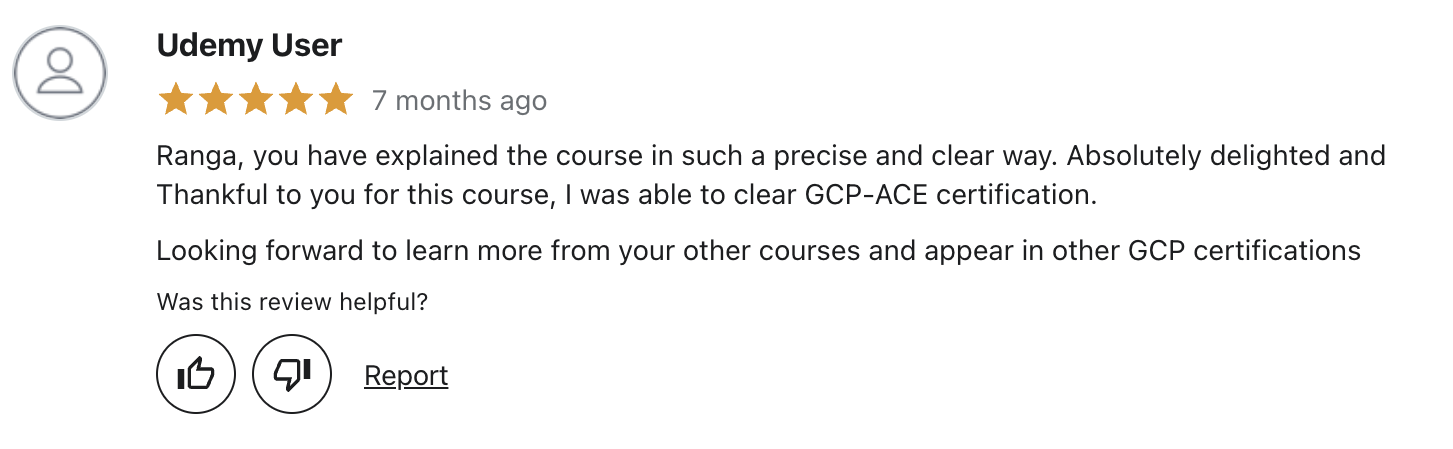 Udemy User
7 months ago
Ranga, you have explained the course in such a precise and clear way. Absolutely delighted and
Thankful to you for this course, I was able to clear GCP-ACE certification.
Looking forward to learn more from your other courses and appear in other GCP certifications
Was this review helpful?
Report